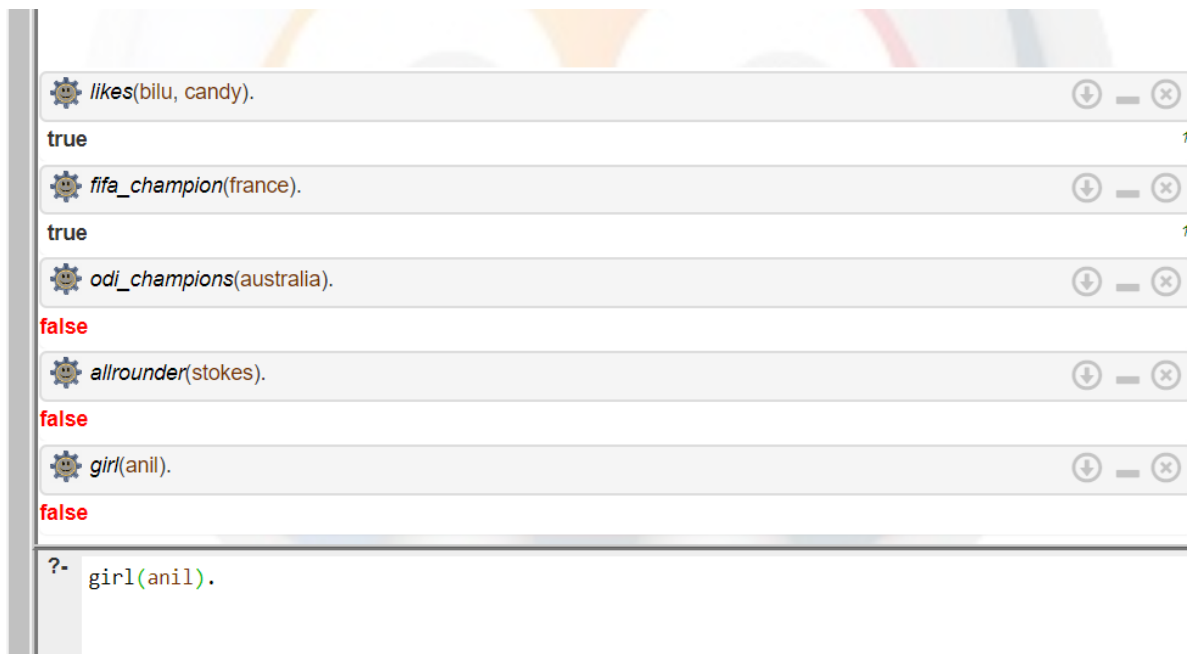 likes(bilu, candy).
true
fifa_champion(france).
true
odi_champions(australia).
false
allrounder(stokes).
false
girl(anil).
false
?- girl(anil).